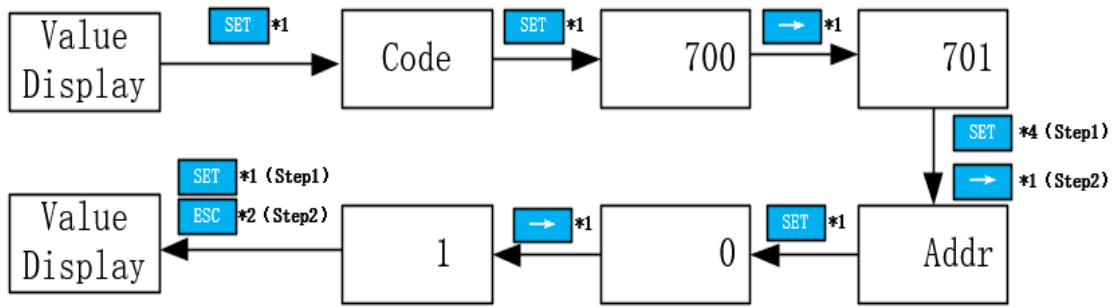 Value
Display
SET *1
Code
SET *1
700
→ *1
701
SET *4 (Step1)
→ *1 (Step2)
Addr
SET *1
0
→ *1
1
SET *1 (Step1)
ESC *2 (Step2)
Value
Display